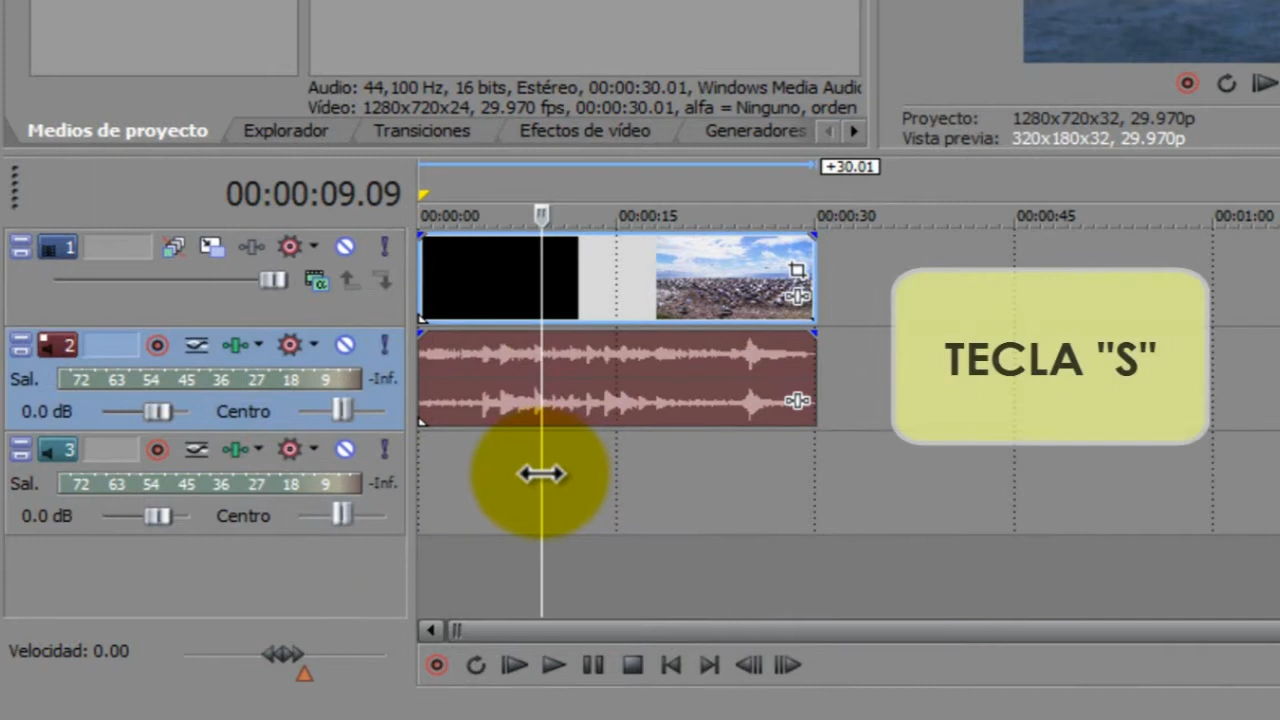 Audio: 44,100 Hz, 16 bits, Estéreo, 00:00:30.01, Windows Media Audio
Vídeo: 1280x720x24, 29.970 fps, 00:00:30.01, alfa = Ninguno, orden
Medios de proyecto Explorador Transiciones Efectos de vídeo Generadores
Proyecto: 1280x720x32, 29.970p
Vista previa: 320x180x32, 29.970p
+30.01
00:00:09.09
00:00:00 00:00:15 00:00:30 00:00:45 00:01:00
1
2
Sal. 72 63 54 45 36 27 18 9 -Inf.
0.0 dB Centro
3
Sal. 72 63 54 45 36 27 18 9 -Inf.
0.0 dB Centro
TECLA "S"
Velocidad: 0.00